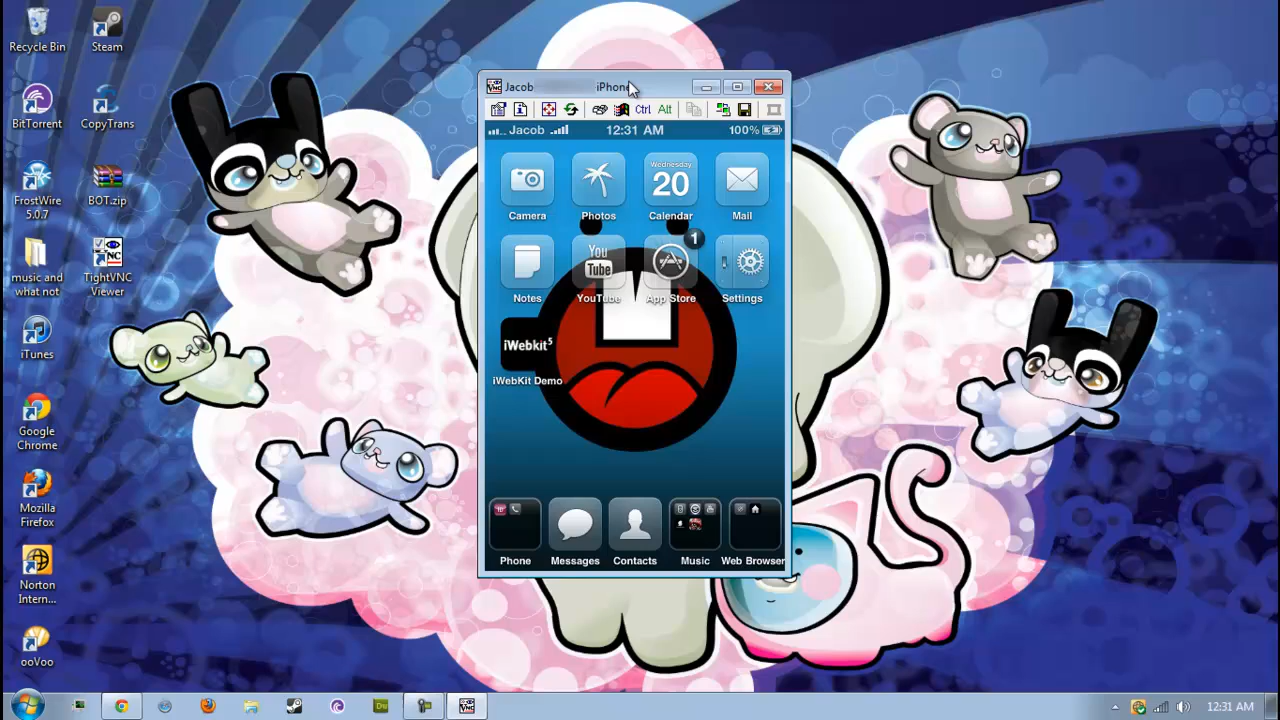 Recycle Bin
Steam
BitTorrent
CopyTrans
FrostWire
5.0.7
BOT.zip
music and
what not
TightVNC
Viewer
iTunes
Google
Chrome
Mozilla
Firefox
Norton
Intern...
ooVoo
Jacob iPhone
Ctrl Alt
Jacob 12:31 AM 100%
Wednesday
20
Camera Photos Calendar Mail
1
You
Tube
Notes YouTube App Store Settings
iWebkit5
iWebKit Demo
Phone Messages Contacts Music Web Browser
Dw
12:31 AM